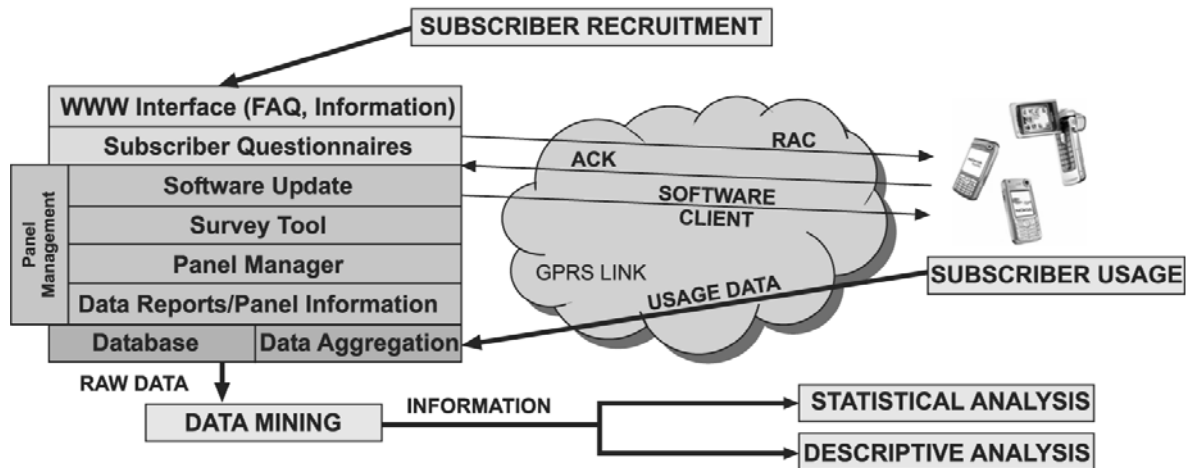 SUBSCRIBER RECRUITMENT
WWW Interface (FAQ, Information)
Subscriber Questionnaires
Software Update
Survey Tool
Panel Manager
Data Reports/Panel Information
Panel
Management
Database
Data Aggregation
RAC
ACK
SOFTWARE
CLIENT
GPRS LINK
USAGE DATA
SUBSCRIBER USAGE
RAW DATA
DATA MINING
INFORMATION
STATISTICAL ANALYSIS
DESCRIPTIVE ANALYSIS